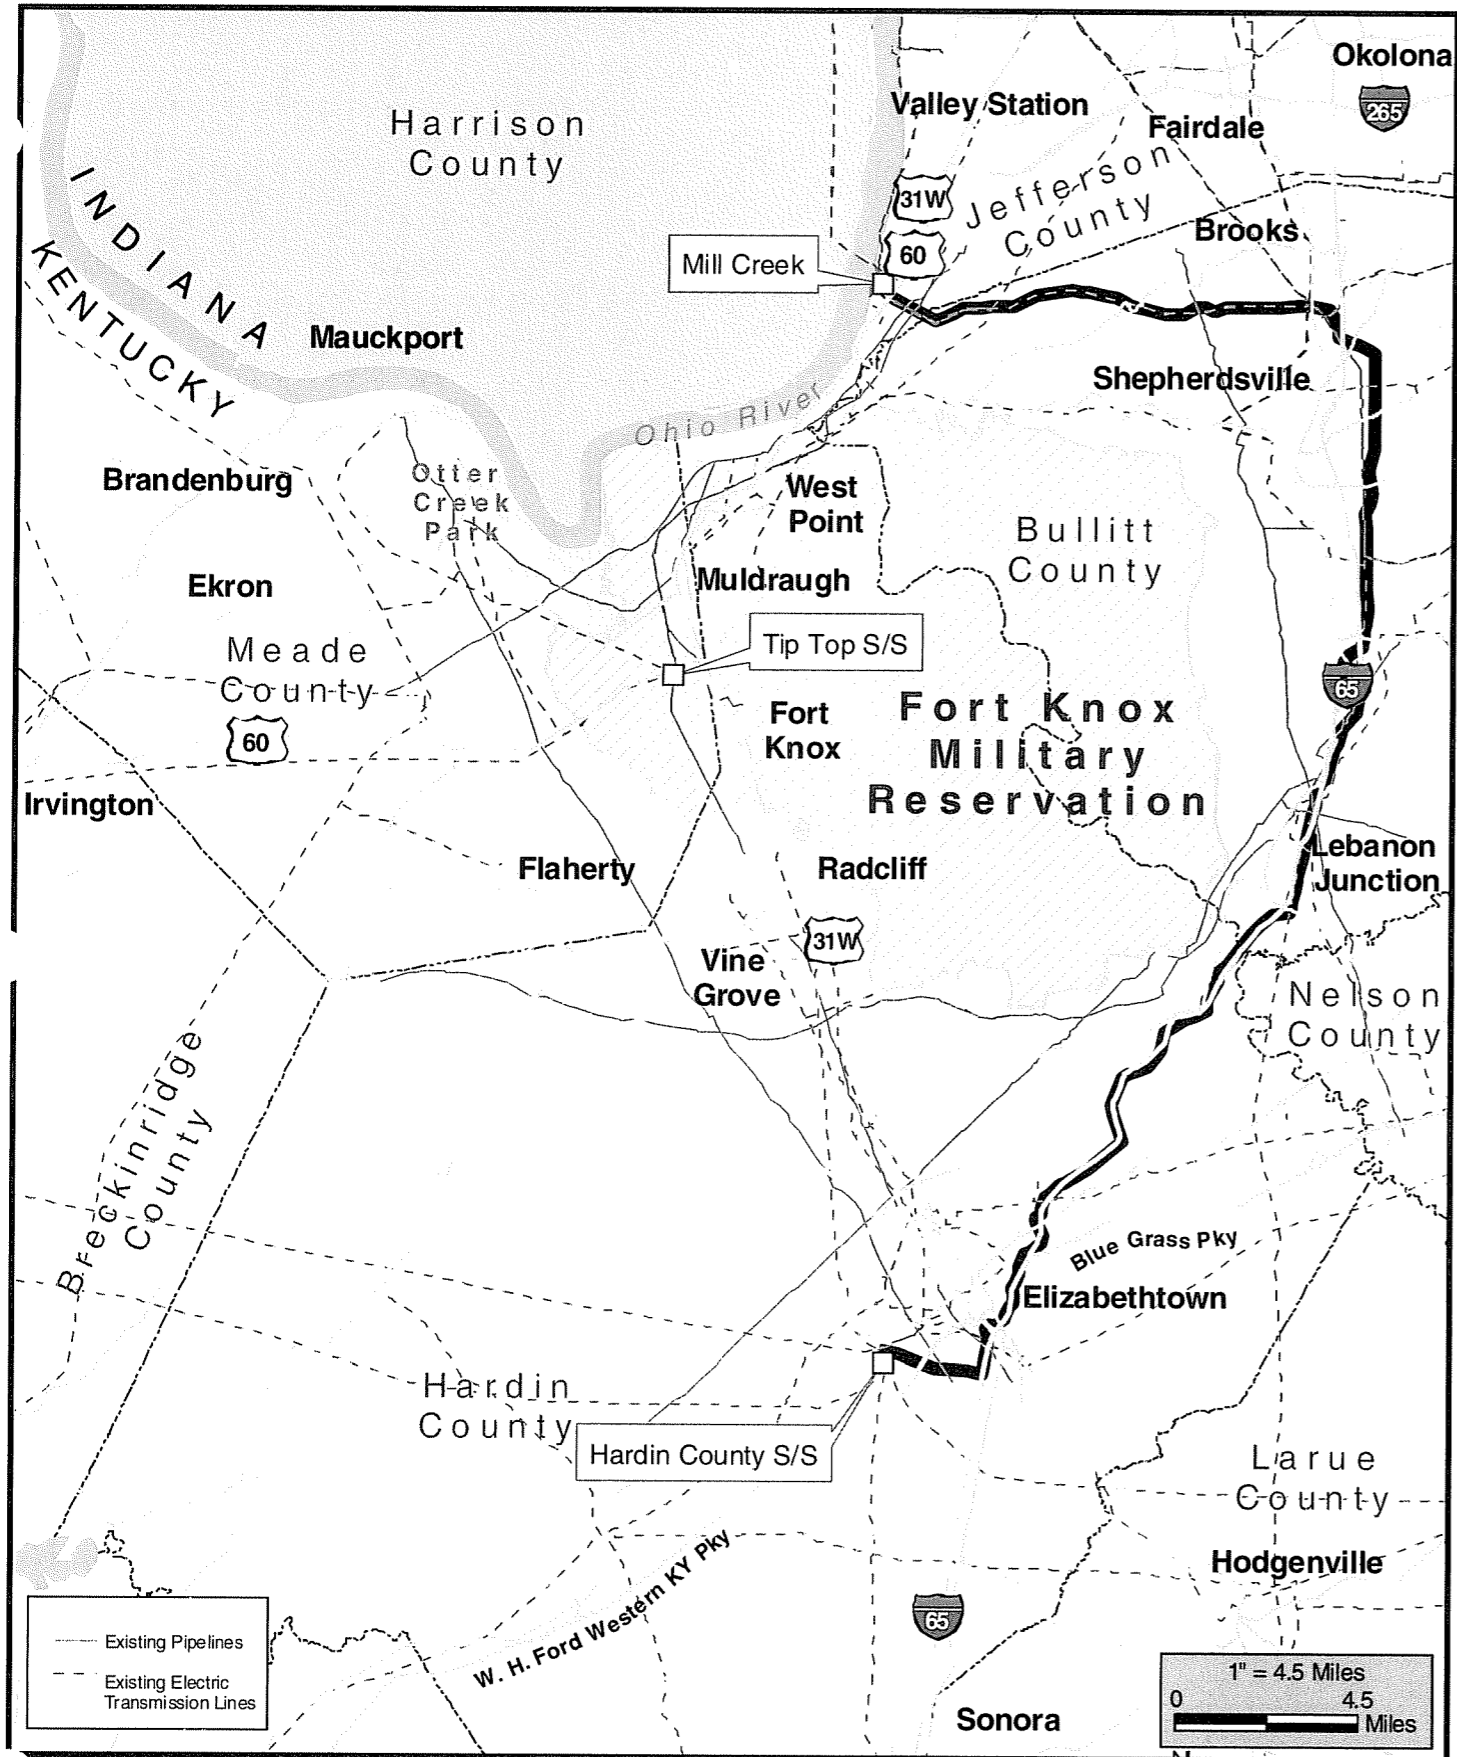 Okolona
265
Valley Station
Fairdale
Harrison
County
31W
Jefferson
County
60
Brooks
Mill Creek
INDIANA
KENTUCKY
Mauckport
Shepherdsville
Ohio River
Brandenburg
Otter
Creek
Park
West
Point
Bullitt
County
Ekron
Muldraugh
Meade
County
Tip Top S/S
65
60
Fort
Knox
Fort Knox
Military
Reservation
Irvington
Flaherty
Radcliff
Lebanon
Junction
31W
Vine
Grove
Nelson
County
Breckinridge
County
Blue Grass Pky
Elizabethtown
Hardin
County
Hardin County S/S
Larue
County
Hodgenville
W. H. Ford Western KY Pky
65
Sonora
Existing Pipelines
Existing Electric
Transmission Lines
1" = 4.5 Miles
0 4.5
Miles